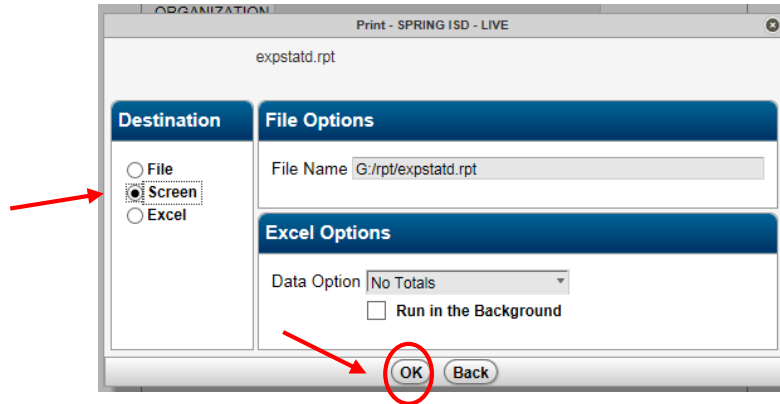 ORGANIZATION
Print - SPRING ISD - LIVE
expstatd.rpt
Destination
File Options
File
Screen
Excel
File Name G:/rpt/expstatd.rpt
Excel Options
Data Option No Totals
Run in the Background
OK Back